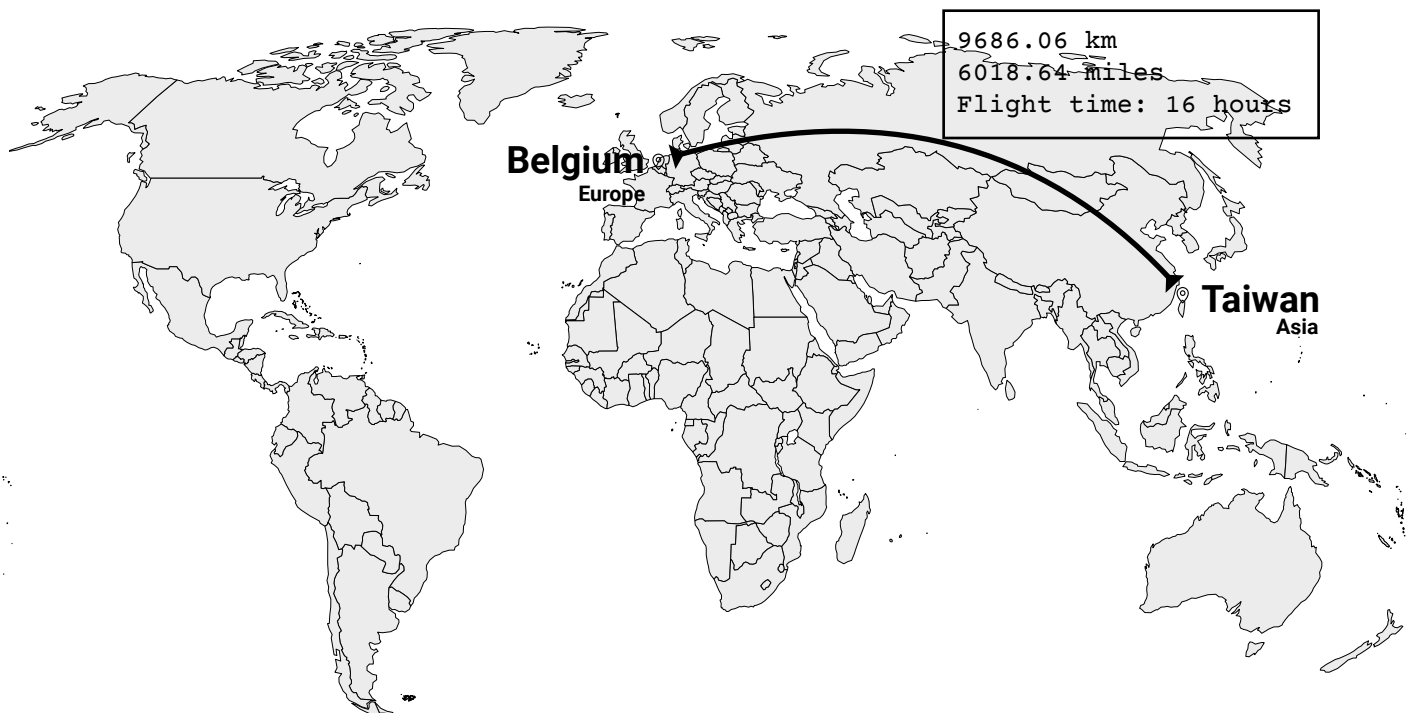 9686.06 km
6018.64 miles
Flight time: 16 hours
Belgium
Europe
Taiwan
Asia